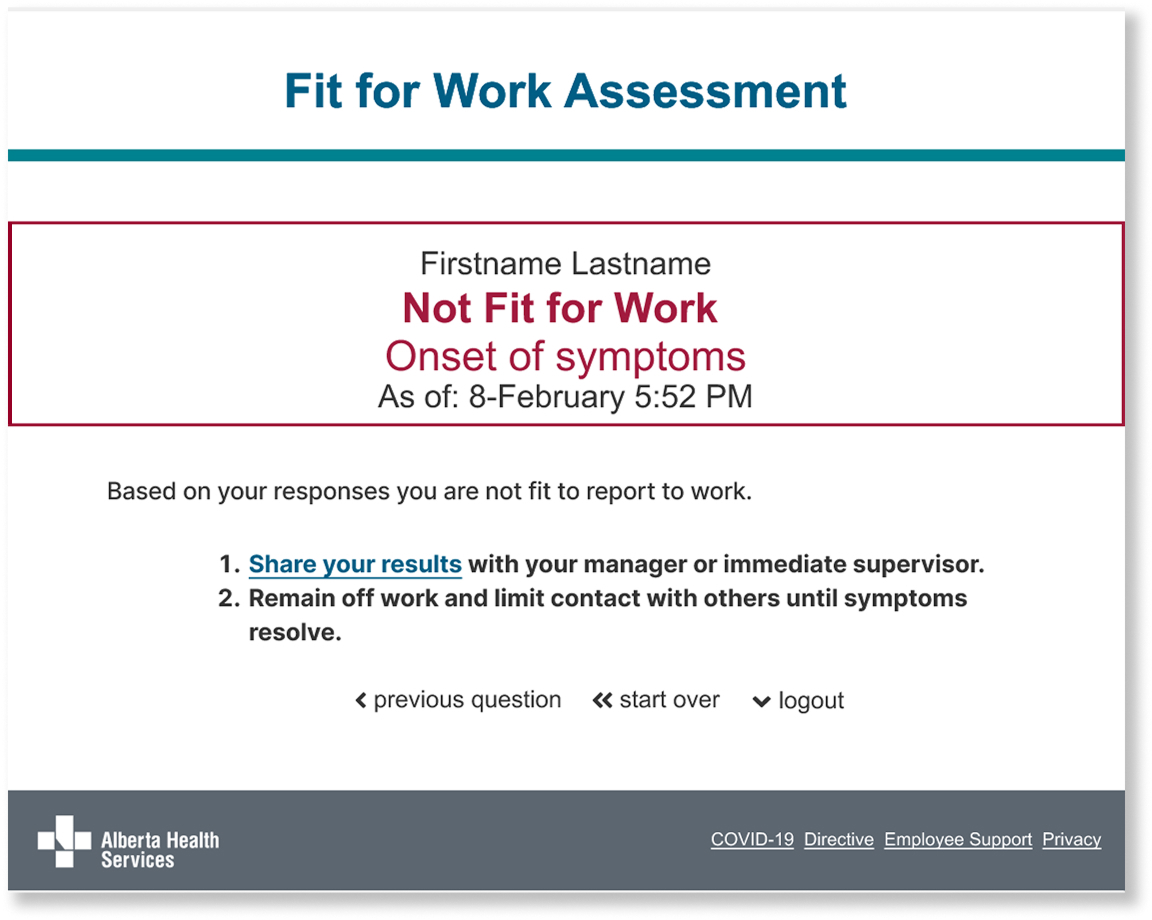 Fit for Work Assessment
Firstname Lastname
Not Fit for Work
Onset of symptoms
As of: 8-February 5:52 PM
Based on your responses you are not fit to report to work.
1. Share your results with your manager or immediate supervisor.
2. Remain off work and limit contact with others until symptoms
resolve.
previous question start over logout
Alberta Health
Services
COVID-19 Directive Employee Support Privacy